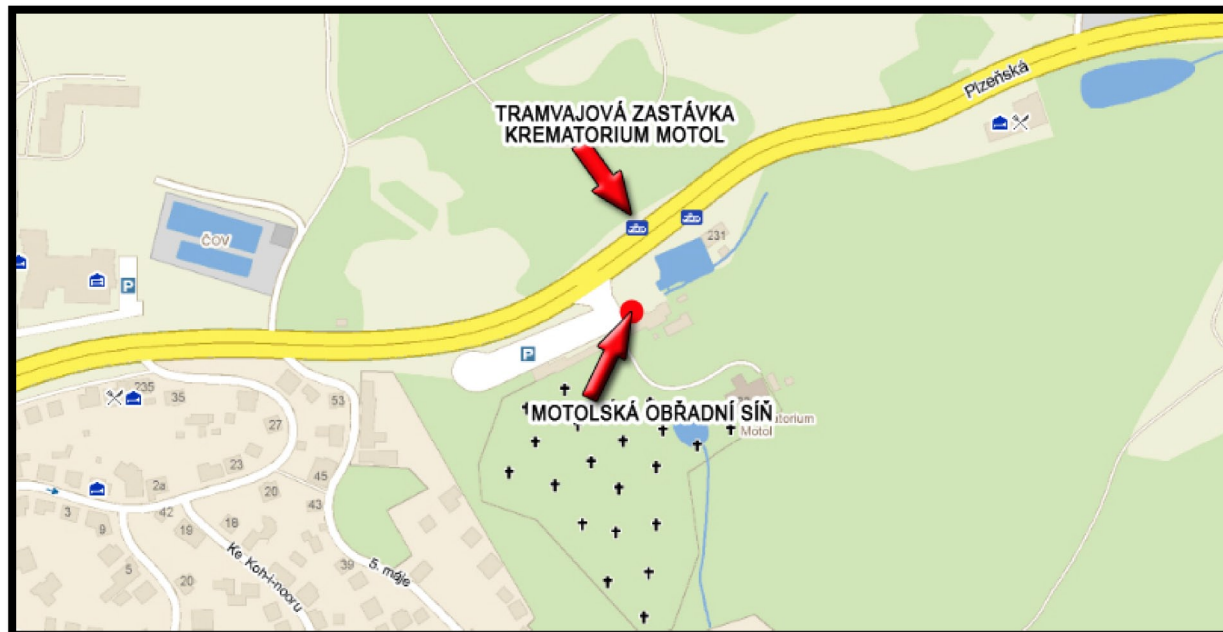 Plzeňská
TRAMVAJOVÁ ZASTÁVKA
KREMATORIUM MOTOL
231
ČOV
P
P
235
35
53
MOTOLSKÁ OBŘADNÍ SÍŇ
Motol
27
23
45
2a
20
43
3
42
9
19
18
5
20
39
5. máje
Ke Koh-i-nooru